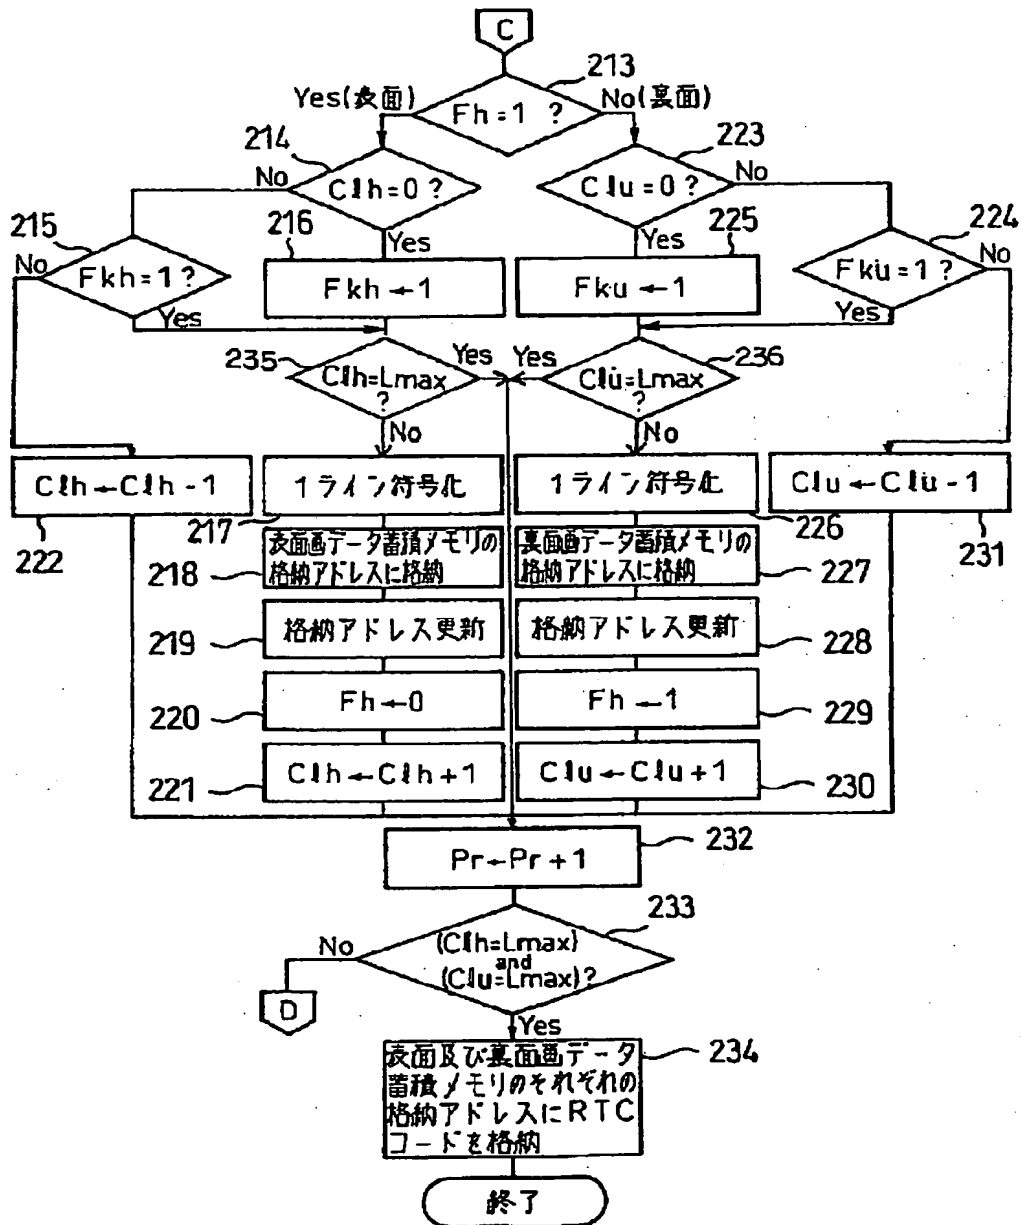 C
213
Yes(表面)
Fh=1 ?
No(裏面)
214
223
No
Clh=0?
Clu=0?
No
215
216
Yes
Yes
225
224
No
Fkh=1?
Fkh←1
Fku←1
Fku=1?
No
Yes
Yes
235
Yes
Yes
236
Clh=Lmax
?
Clu=Lmax
?
No
No
Clh←Clh-1
1ライン符号化
1ライン符号化
Clu←Clu-1
222
217
226
231
218
表面画データ蓄積メモリの
格納アドレスに格納
裏面画データ蓄積メモリの
格納アドレスに格納
227
219
格納アドレス更新
格納アドレス更新
228
220
Fh←0
Fh←1
229
221
Clh←Clh+1
Clu←Clu+1
230
Pr←Pr+1
232
233
No
(Clh=Lmax)
and
(Clu=Lmax)?
D
Yes
表面及び裏面画データ
蓄積メモリのそれぞれの
格納アドレスにRTC
コードを格納
234
終了